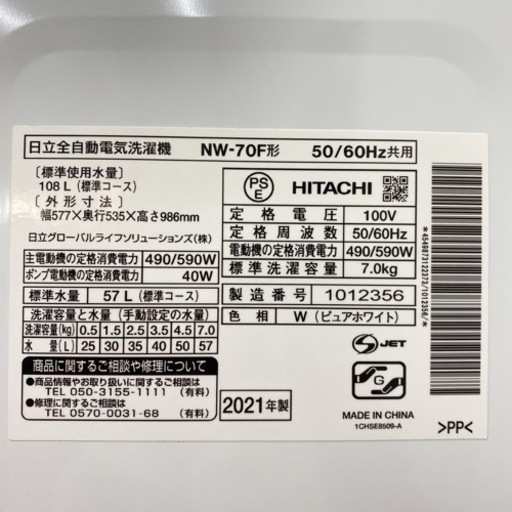 日立全自動電気洗濯機 NW-70F形 50/60Hz共用
〔標準使用水量〕
108 L (標準コース)
〔外形寸法〕
幅577×奥行535×高さ986mm
日立グローバルライフソリューションズ(株)
主電動機の定格消費電力 490/590W
ポンプ電動機の定格消費電力 40W
標準水量 57 L (標準コース)
洗濯容量と水量 (手動設定の水量)
洗濯容量(kg) 0.5 1.5 2.5 3.5 4.5 7.0
水量(L) 25 30 35 40 50 57
商品に関するご相談や修理について
●商品情報やお取り扱いに関するご相談
TEL 050-3155-1111 (有料)
●修理に関するご相談
TEL 0570-0031-68 (有料)
PS
E
HITACHI
定格電圧 100V
定格周波数 50/60Hz
電動機の定格消費電力 490/590W
標準洗濯容量 7.0kg
製造番号 1012356
色相 W (ピュアホワイト)
S JET
G
2021年製
MADE IN CHINA
1CHSE8509-A
*4549873122373/1012356/*
>PP<